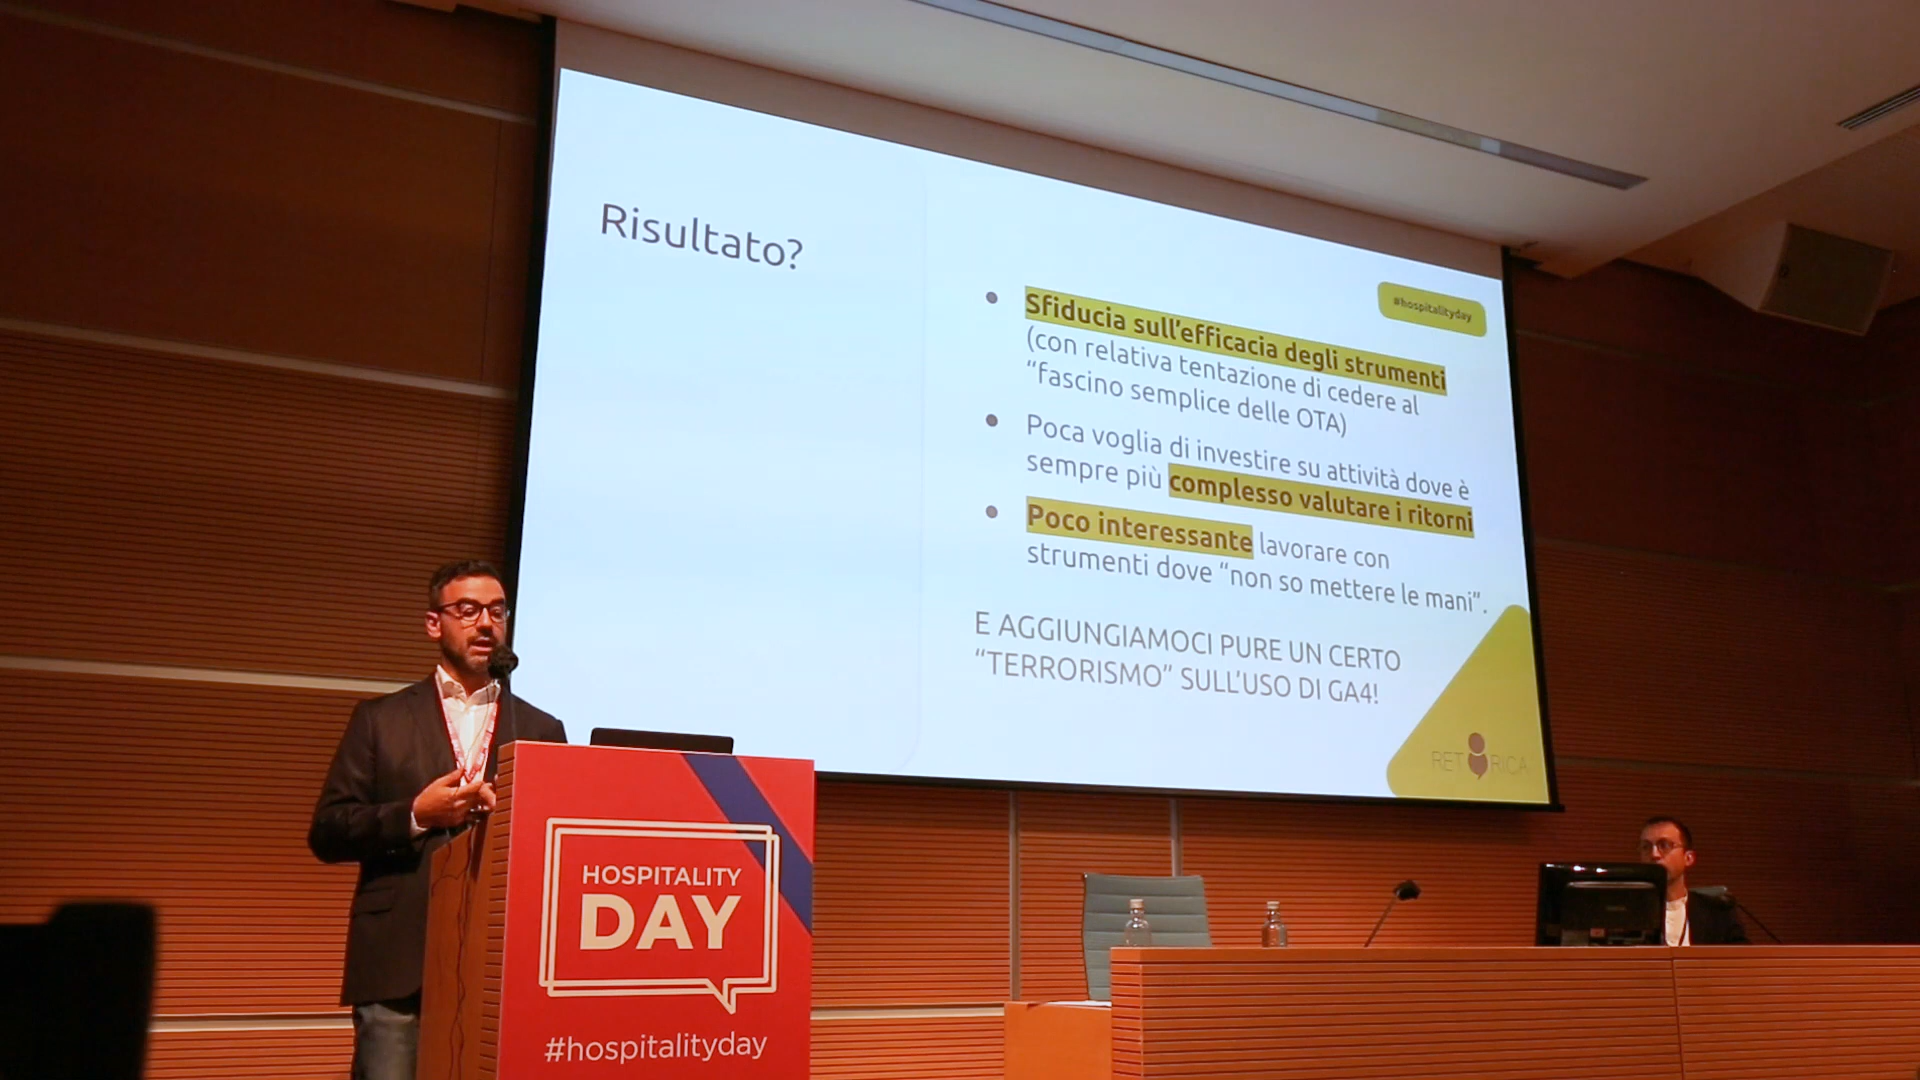 Risultato?
#hospitalityday
• Sfiducia sull'efficacia degli strumenti
(con relativa tentazione di cedere al
“fascino semplice delle OTA)
• Poca voglia di investire su attività dove è
sempre più complesso valutare i ritorni
• Poco interessante lavorare con
strumenti dove “non so mettere le mani”.
E AGGIUNGIAMOCI PURE UN CERTO
“TERRORISMO” SULL'USO DI GA4!
RETORICA
HOSPITALITY
DAY
#hospitalityday